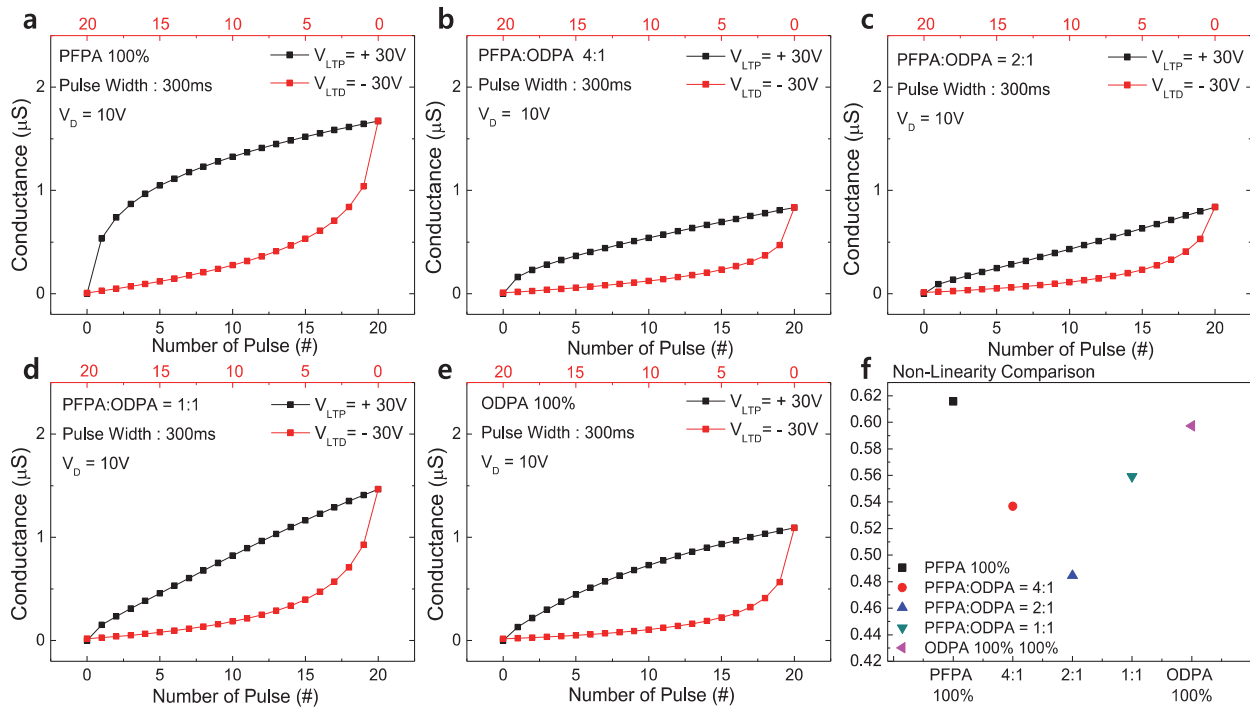 a
20 15 10 5 0
PFPA 100%
V_LTP = + 30V
Pulse Width : 300ms
V_LTD = - 30V
V_D = 10V
Conductance (μS)
2
1
0
0 5 10 15 20
Number of Pulse (#)
b
20 15 10 5 0
PFPA:ODPA 4:1
V_LTP = + 30V
Pulse Width : 300ms
V_LTD = - 30V
V_D = 10V
Conductance (μS)
2
1
0
0 5 10 15 20
Number of Pulse (#)
c
20 15 10 5 0
PFPA:ODPA = 2:1
V_LTP = + 30V
Pulse Width : 300ms
V_LTD = - 30V
V_D = 10V
Conductance (μS)
2
1
0
0 5 10 15 20
Number of Pulse (#)
d
20 15 10 5 0
PFPA:ODPA = 1:1
V_LTP = + 30V
Pulse Width : 300ms
V_LTD = - 30V
V_D = 10V
Conductance (μS)
2
1
0
0 5 10 15 20
Number of Pulse (#)
e
20 15 10 5 0
ODPA 100%
V_LTP = + 30V
Pulse Width : 300ms
V_LTD = - 30V
V_D = 10V
Conductance (μS)
2
1
0
0 5 10 15 20
Number of Pulse (#)
f
Non-Linearity Comparison
0.62
0.60
0.58
0.56
0.54
0.52
0.50
0.48
0.46
0.44
0.42
PFPA 100%
PFPA:ODPA = 4:1
PFPA:ODPA = 2:1
PFPA:ODPA = 1:1
ODPA 100% 100%
PFPA 4:1 2:1 1:1 ODPA
100% 100%